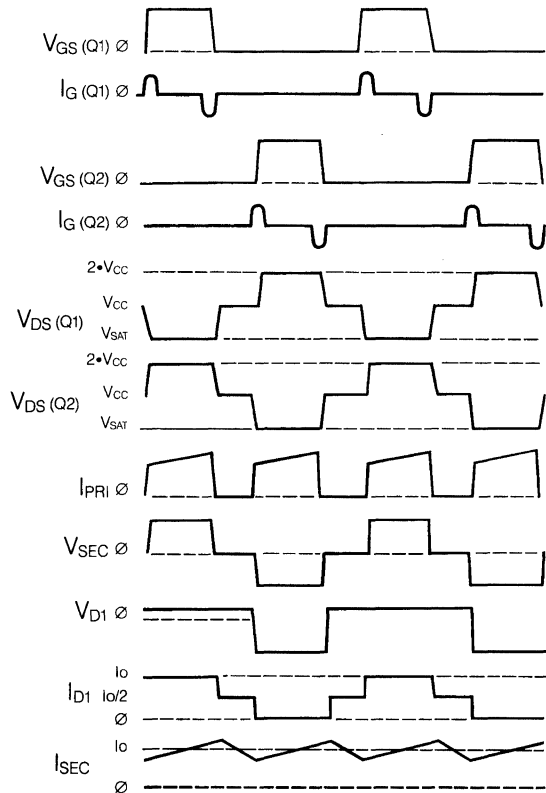 VGS (Q1) Ø
IG (Q1) Ø
VGS (Q2) Ø
IG (Q2) Ø
2•VCC
VCC
VDS (Q1)
VSAT
2•VCC
VCC
VDS (Q2)
VSAT
IPRI Ø
VSEC Ø
VD1 Ø
IO
ID1 IO/2
Ø
IO
ISEC
Ø